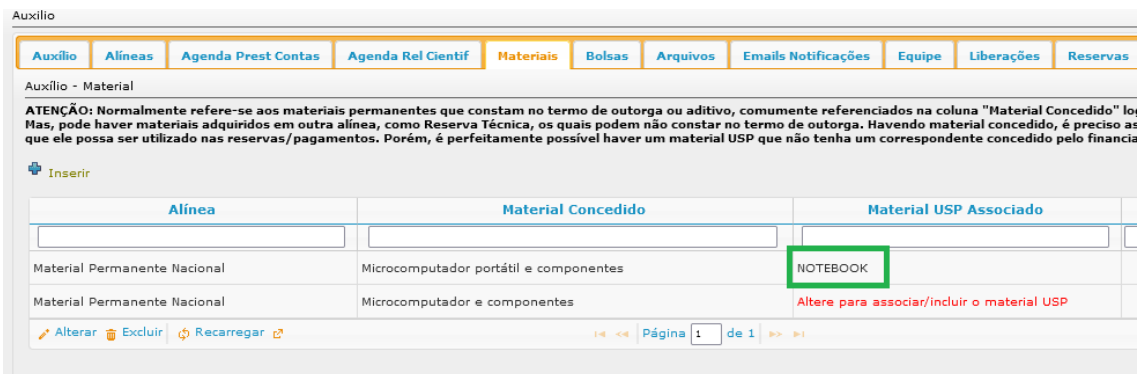 Auxilio
Auxílio Alíneas Agenda Prest Contas Agenda Rel Cientif Materiais Bolsas Arquivos Emails Notificações Equipe Liberações Reservas
Auxílio - Material
ATENÇÃO: Normalmente refere-se aos materiais permanentes que constam no termo de outorga ou aditivo, comumente referenciados na coluna "Material Concedido" lo
Mas, pode haver materiais adquiridos em outra alínea, como Reserva Técnica, os quais podem não constar no termo de outorga. Havendo material concedido, é preciso as
que ele possa ser utilizado nas reservas/pagamentos. Porém, é perfeitamente possível haver um material USP que não tenha um correspondente concedido pelo financia
Inserir
Alínea Material Concedido Material USP Associado
Material Permanente Nacional Microcomputador portátil e componentes NOTEBOOK
Material Permanente Nacional Microcomputador e componentes Altere para associar/incluir o material USP
Alterar Excluir Recarregar Página 1 de 1